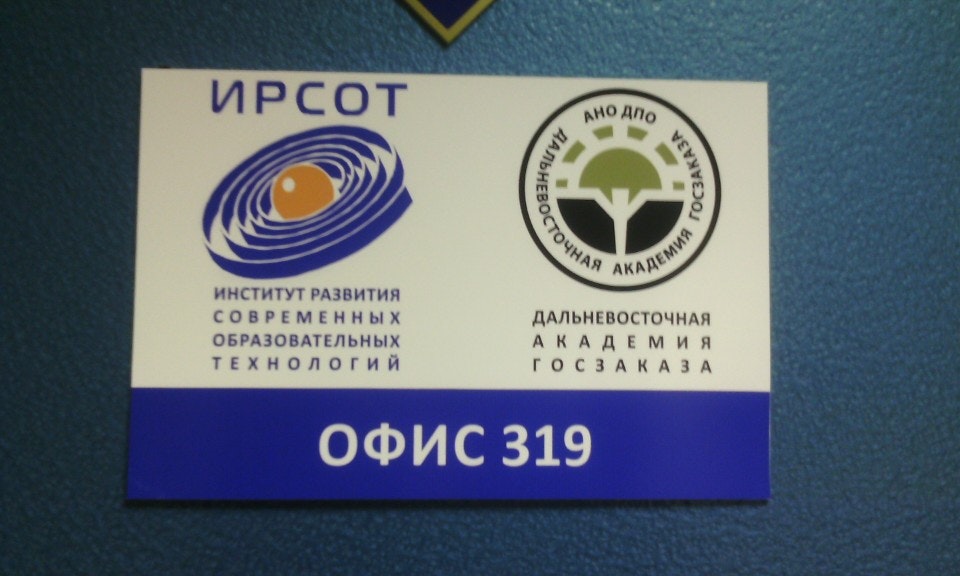 ИРСОТ
ИНСТИТУТ РАЗВИТИЯ
СОВРЕМЕННЫХ
ОБРАЗОВАТЕЛЬНЫХ
ТЕХНОЛОГИЙ
АНО ДПО
ДАЛЬНЕВОСТОЧНАЯ АКАДЕМИЯ ГОСЗАКАЗА
ДАЛЬНЕВОСТОЧНАЯ
АКАДЕМИЯ
ГОСЗАКАЗА
ОФИС 319